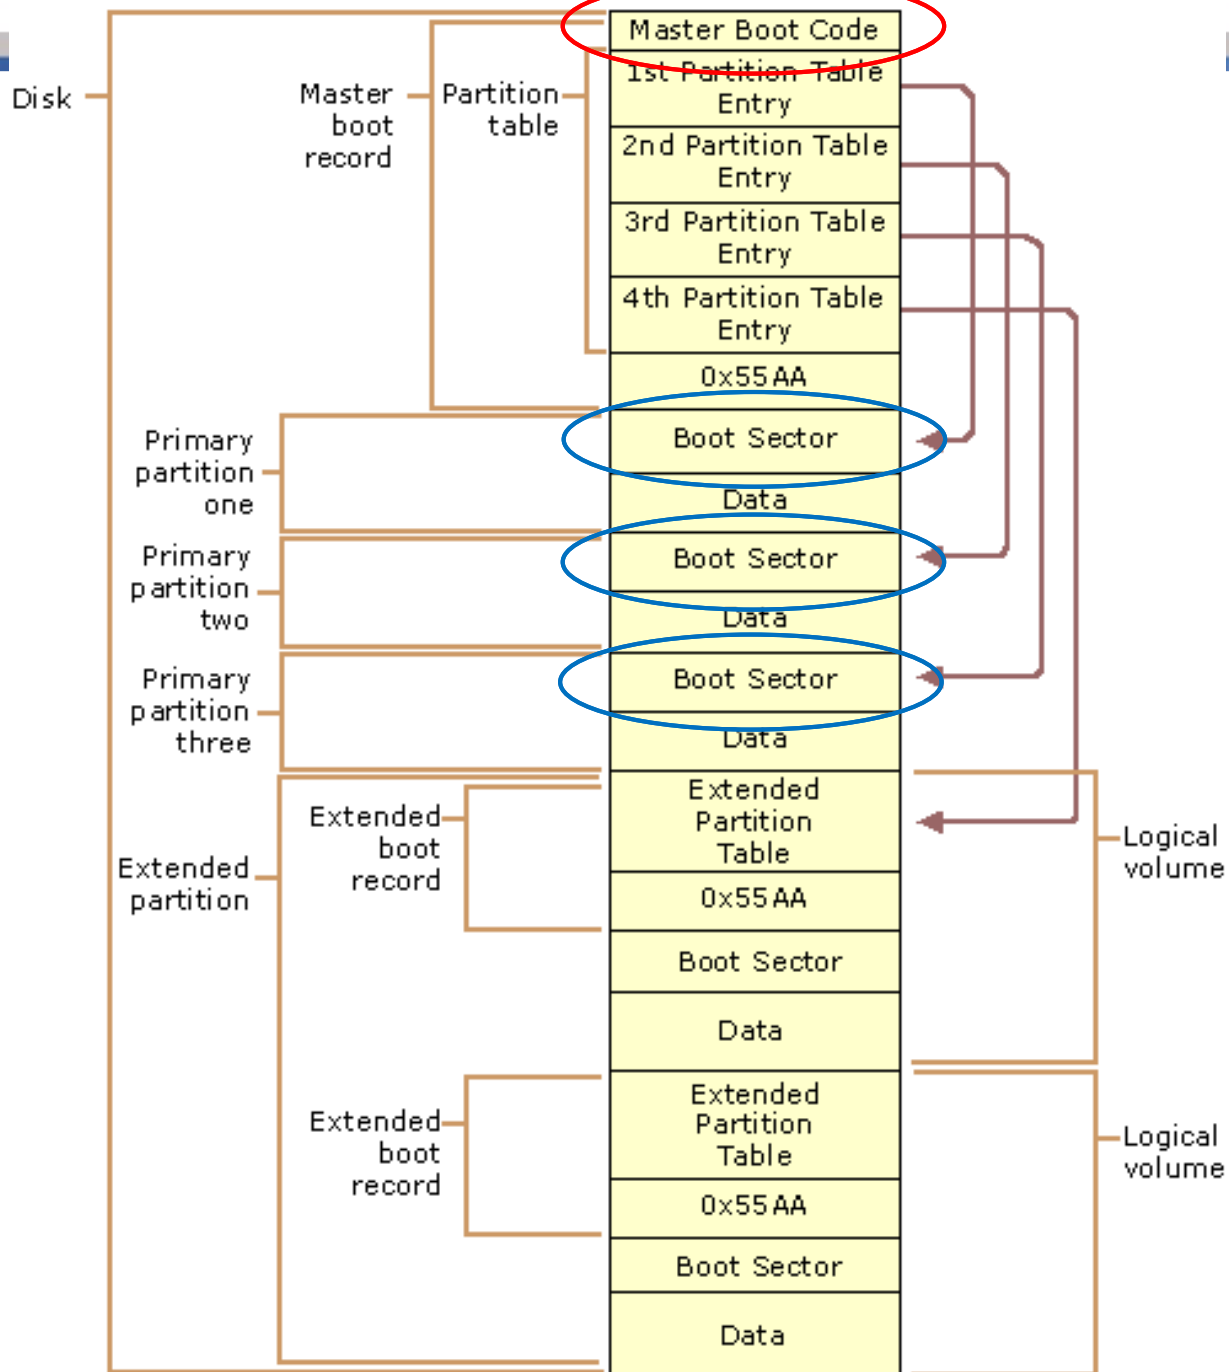 Disk
Master
boot
record
Partition
table
Master Boot Code
1st Partition Table
Entry
2nd Partition Table
Entry
3rd Partition Table
Entry
4th Partition Table
Entry
0x55AA
Primary
partition
one
Boot Sector
Data
Primary
partition
two
Boot Sector
Data
Primary
partition
three
Boot Sector
Data
Extended
partition
Extended
boot
record
Extended
Partition
Table
0x55AA
Boot Sector
Data
Logical
volume
Extended
boot
record
Extended
Partition
Table
0x55AA
Boot Sector
Data
Logical
volume